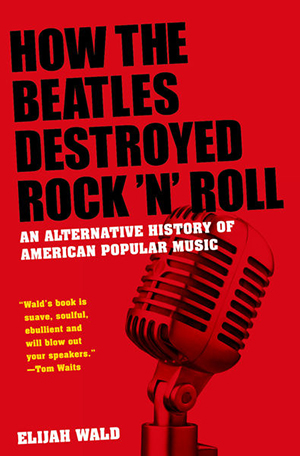 HOW THE
BEATLES
DESTROYED
ROCK 'N' ROLL
AN ALTERNATIVE HISTORY OF
AMERICAN POPULAR MUSIC
“Wald's book is
suave, soulful,
ebullient and
will blow out
your speakers.”
—Tom Waits
ELIJAH WALD